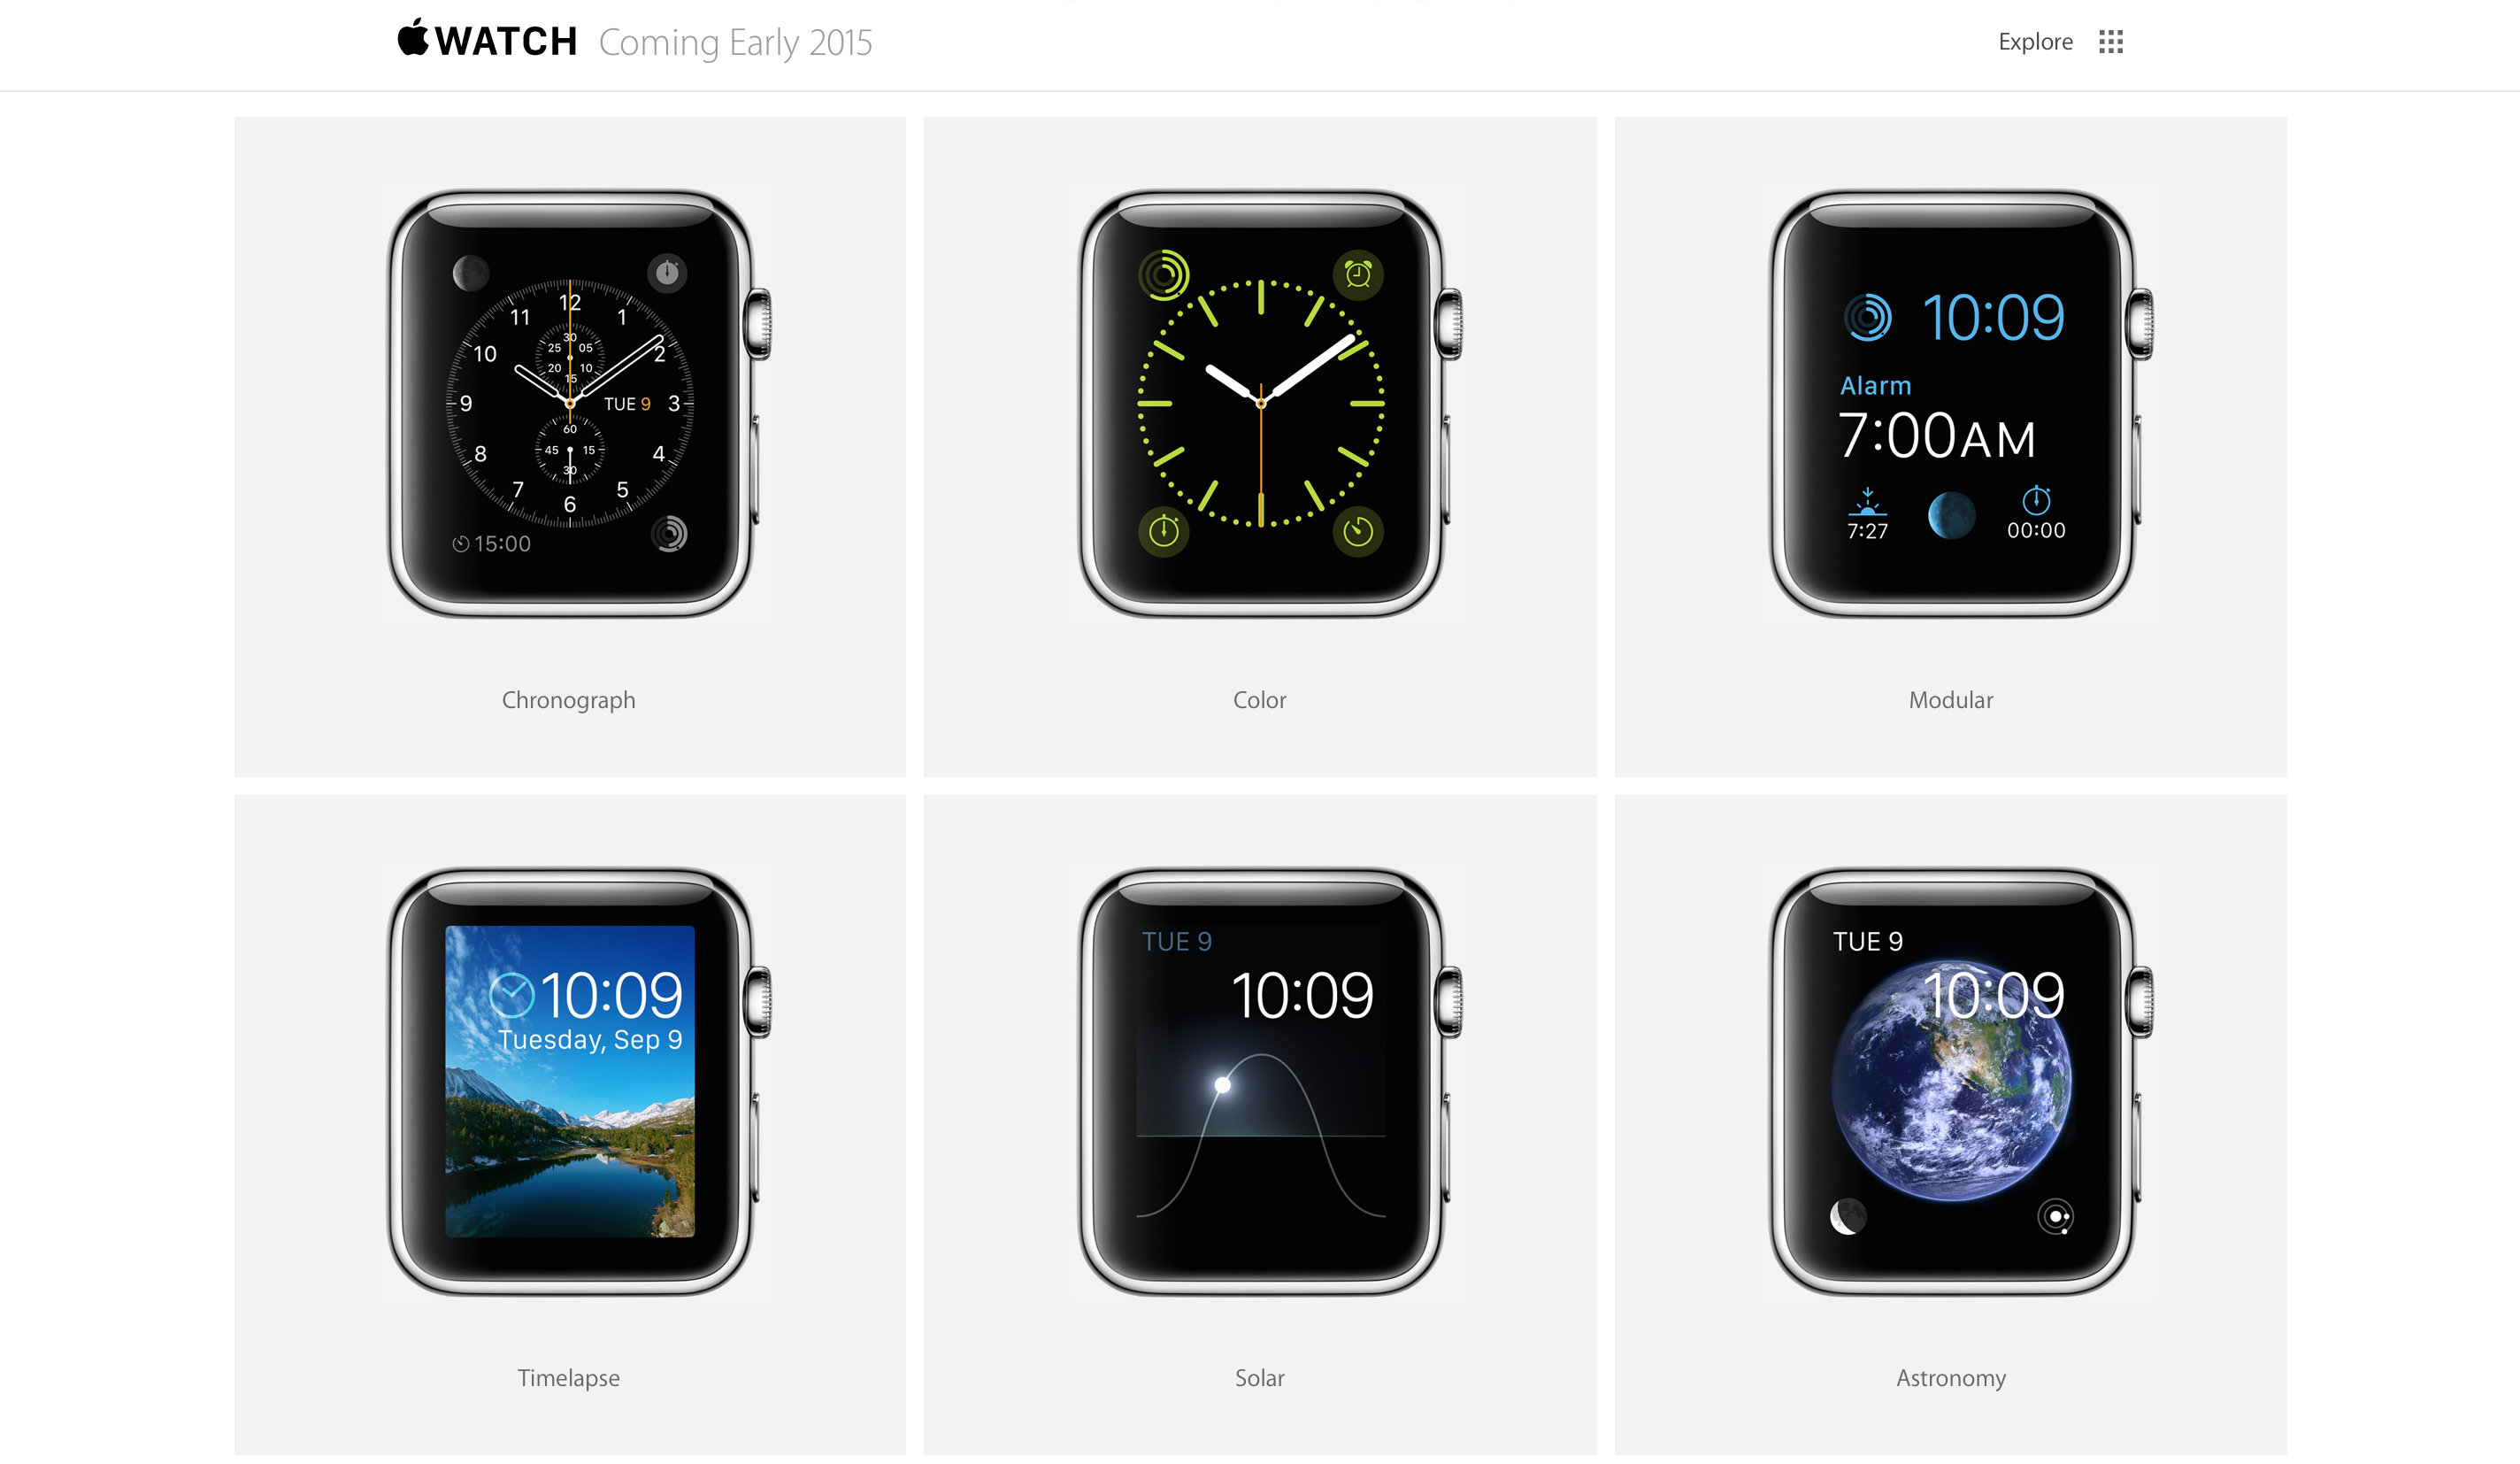 WATCH Coming Early 2015
Explore
12
11 1
30
25 05
10 2
20 10
15
9 TUE 9 3
60
45 15
8 4
30
7 5
6
15:00
Chronograph
Color
10:09
Alarm
7:00AM
7:27 00:00
Modular
10:09
Tuesday, Sep 9
Timelapse
TUE 9
10:09
Solar
TUE 9
10:09
Astronomy